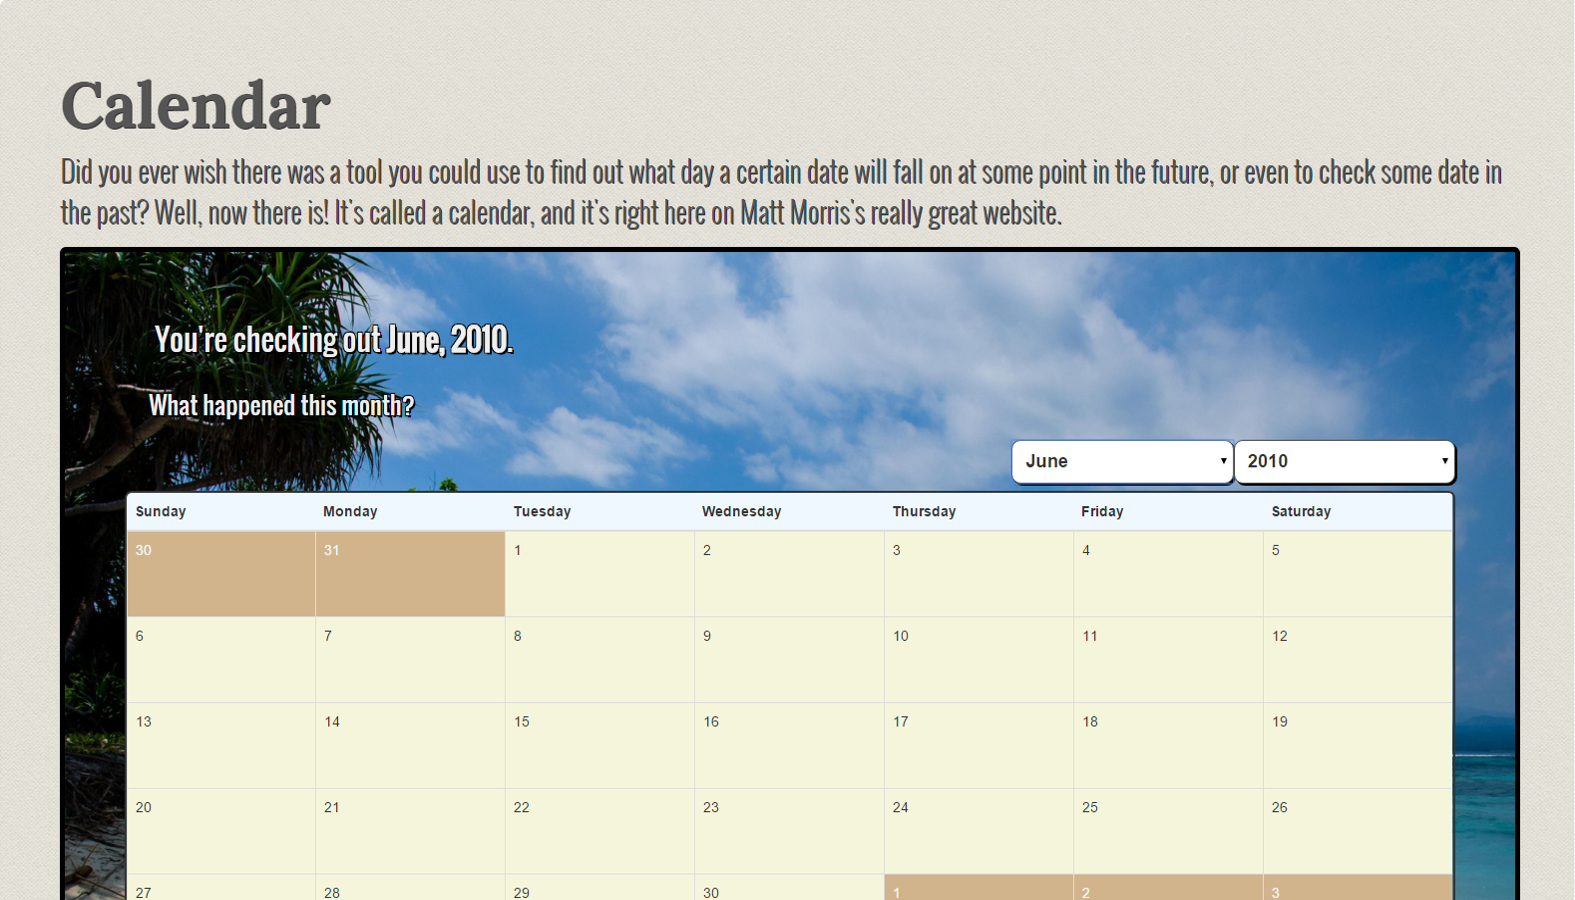 Calendar
Did you ever wish there was a tool you could use to find out what day a certain date will fall on at some point in the future, or even to check some date in
the past? Well, now there is! It's called a calendar, and it's right here on Matt Morris's really great website.
You're checking out June, 2010.
What happened this month?
June 2010
Sunday Monday Tuesday Wednesday Thursday Friday Saturday
30 31 1 2 3 4 5
6 7 8 9 10 11 12
13 14 15 16 17 18 19
20 21 22 23 24 25 26
27 28 29 30 1 2 3